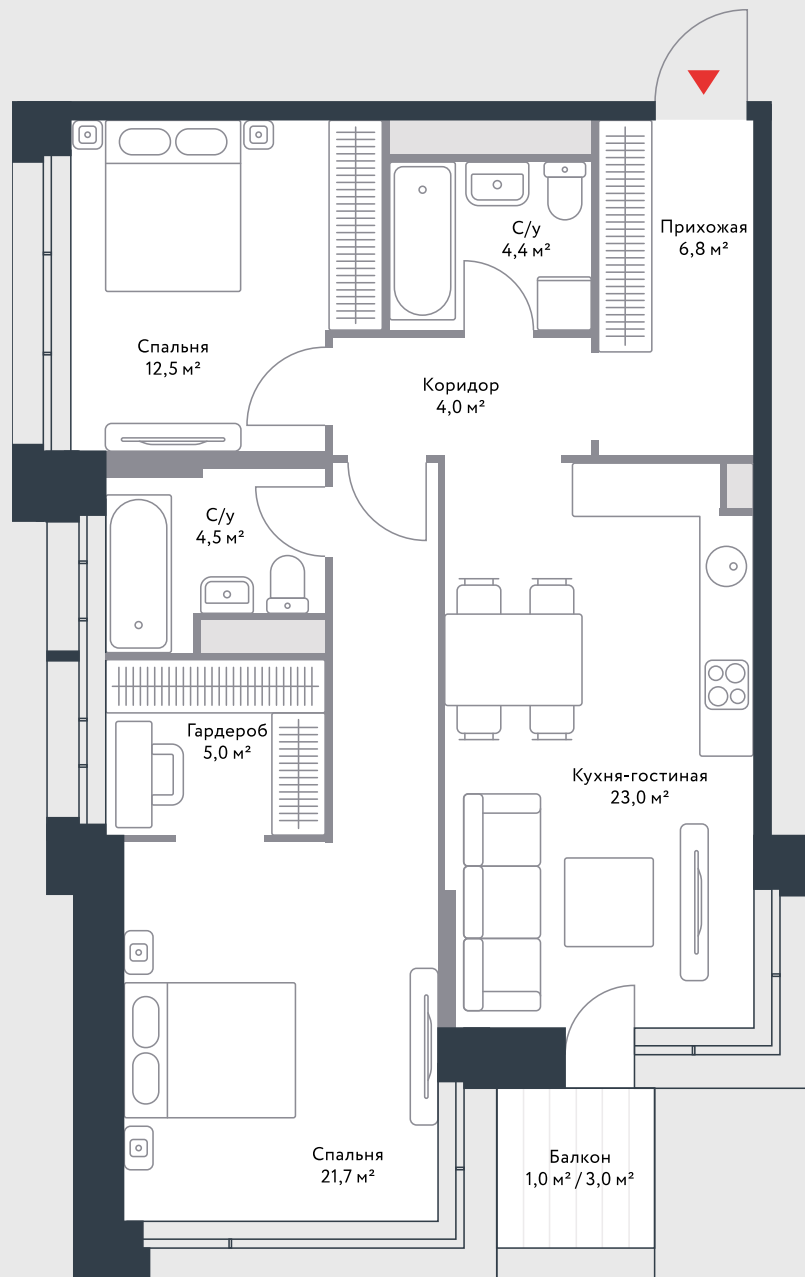 С/у
4,4 м²
Прихожая
6,8 м²
Спальня
12,5 м²
Коридор
4,0 м²
С/у
4,5 м²
Гардероб
5,0 м²
Кухня-гостиная
23,0 м²
Спальня
21,7 м²
Балкон
1,0 м² / 3,0 м²